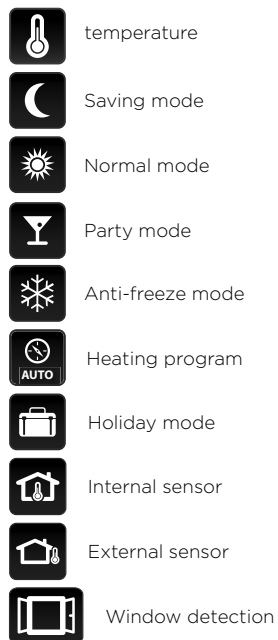 temperature
Saving mode
Normal mode
Party mode
Anti-freeze mode
AUTO
Heating program
Holiday mode
Internal sensor
External sensor
Window detection